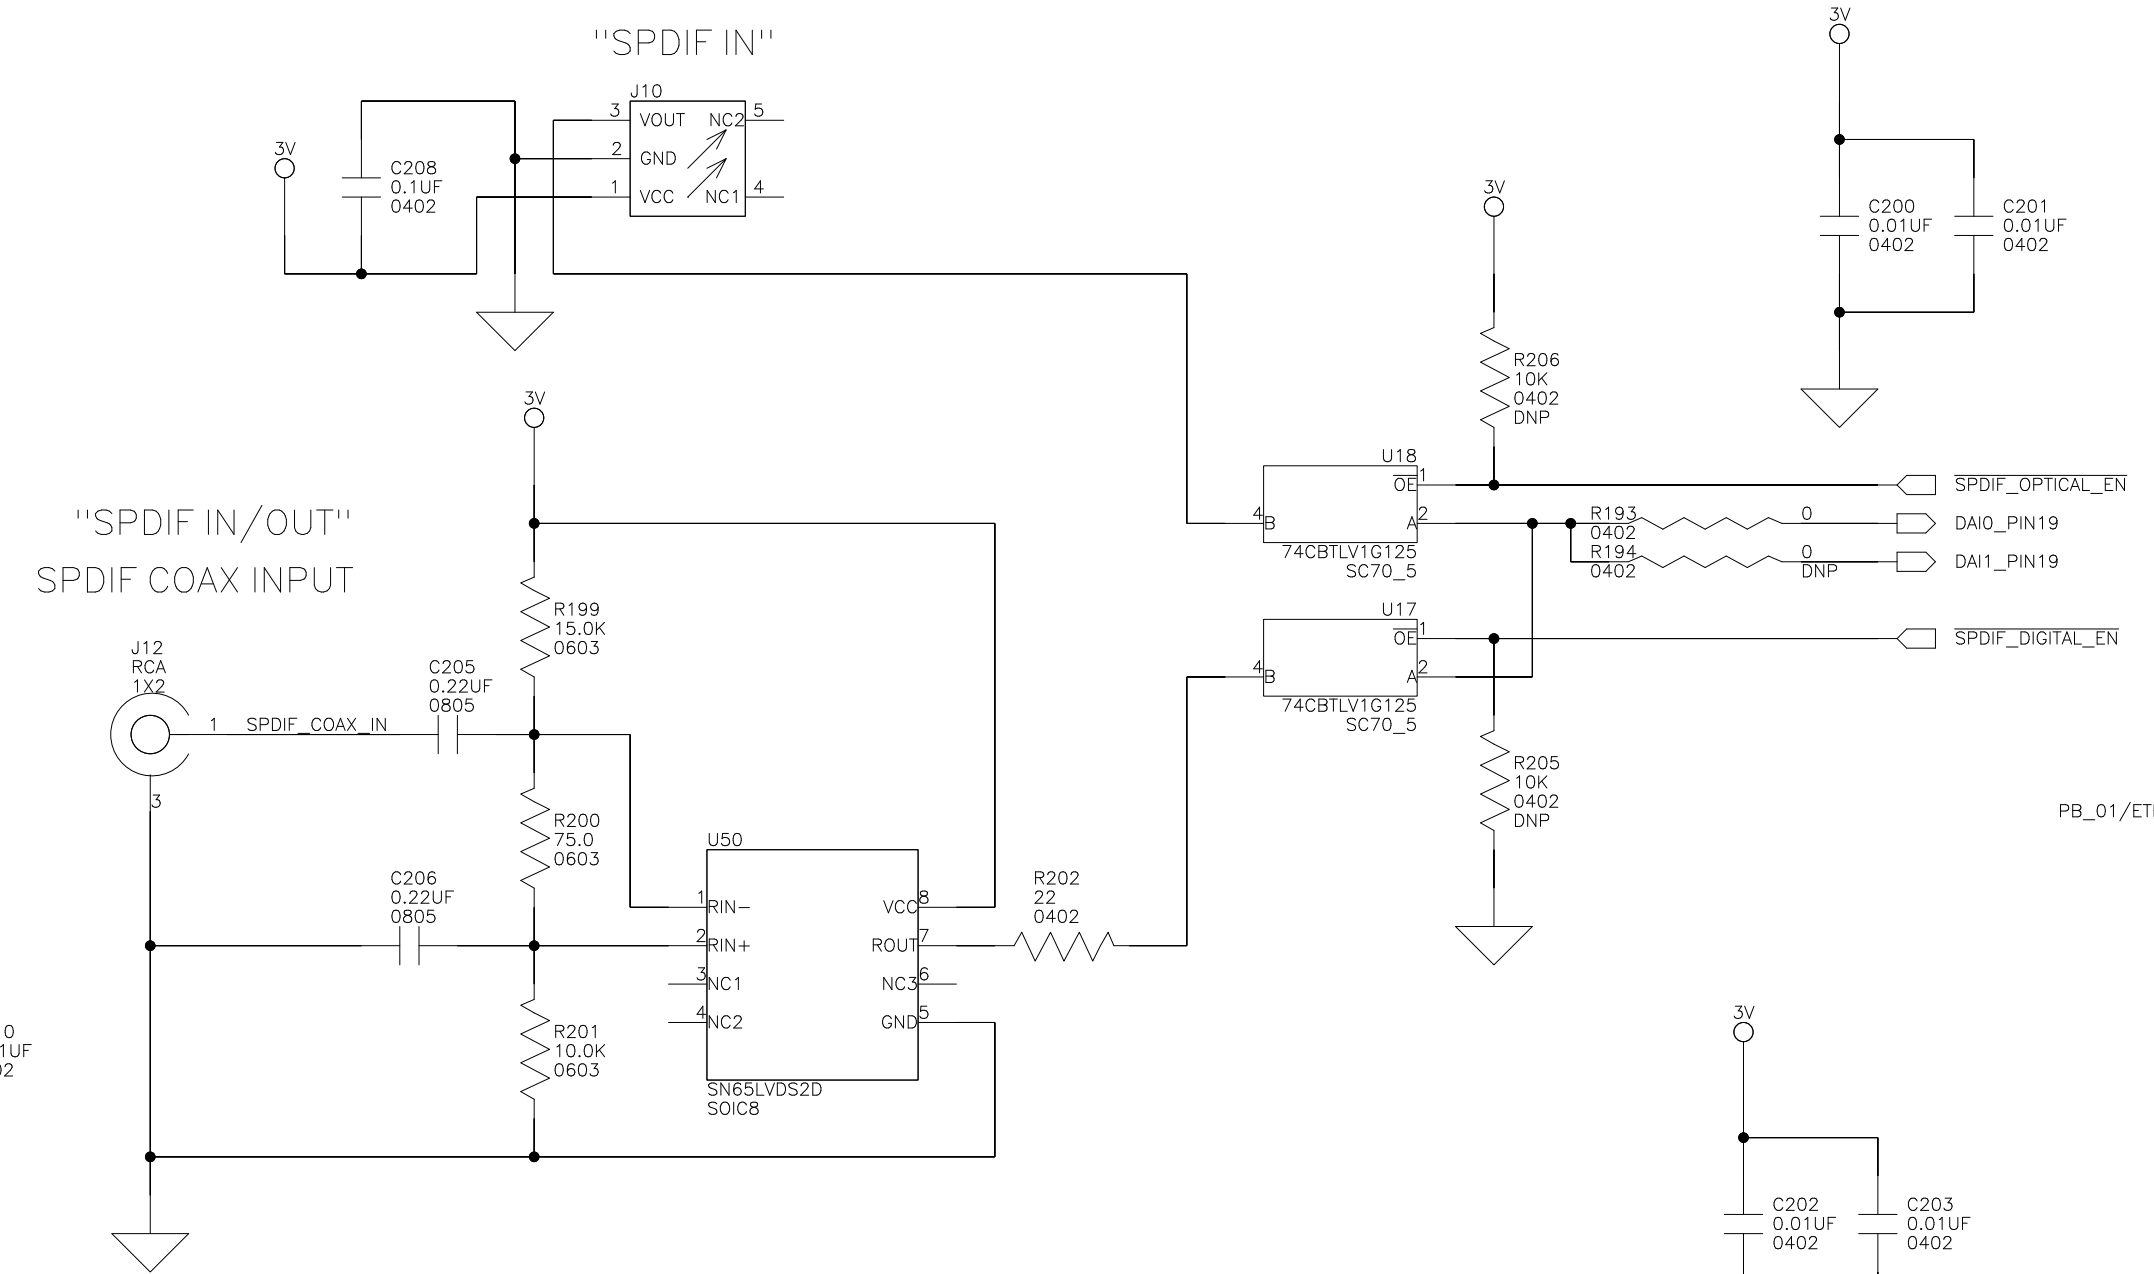 "SPDIF IN"
J10
3 VOUT NC2 5
2 GND
1 VCC NC1 4
3V
C208
0.1UF
0402
3V
C200
0.01UF
0402
C201
0.01UF
0402
3V
R206
10K
0402
DNP
3V
"SPDIF IN/OUT"
SPDIF COAX INPUT
U18
OE 1
4 B A 2
74CBTLV1G125
SC70_5
SPDIF_OPTICAL_EN
R193 0
0402
DAI0_PIN19
R194 0
0402 DNP
DAI1_PIN19
U17
OE 1
4 B A 2
74CBTLV1G125
SC70_5
SPDIF_DIGITAL_EN
R199
15.0K
0603
J12
RCA
1X2
1 SPDIF_COAX_IN
3
C205
0.22UF
0805
R205
10K
0402
DNP
PB_01/ET
R200
75.0
0603
C206
0.22UF
0805
U50
1 RIN- VCC 8
2 RIN+ ROUT 7
3 NC1 NC3 6
4 NC2 GND 5
SN65LVDS2D
SOIC8
R202
22
0402
R201
10.0K
0603
0
1UF
02
3V
C202
0.01UF
0402
C203
0.01UF
0402